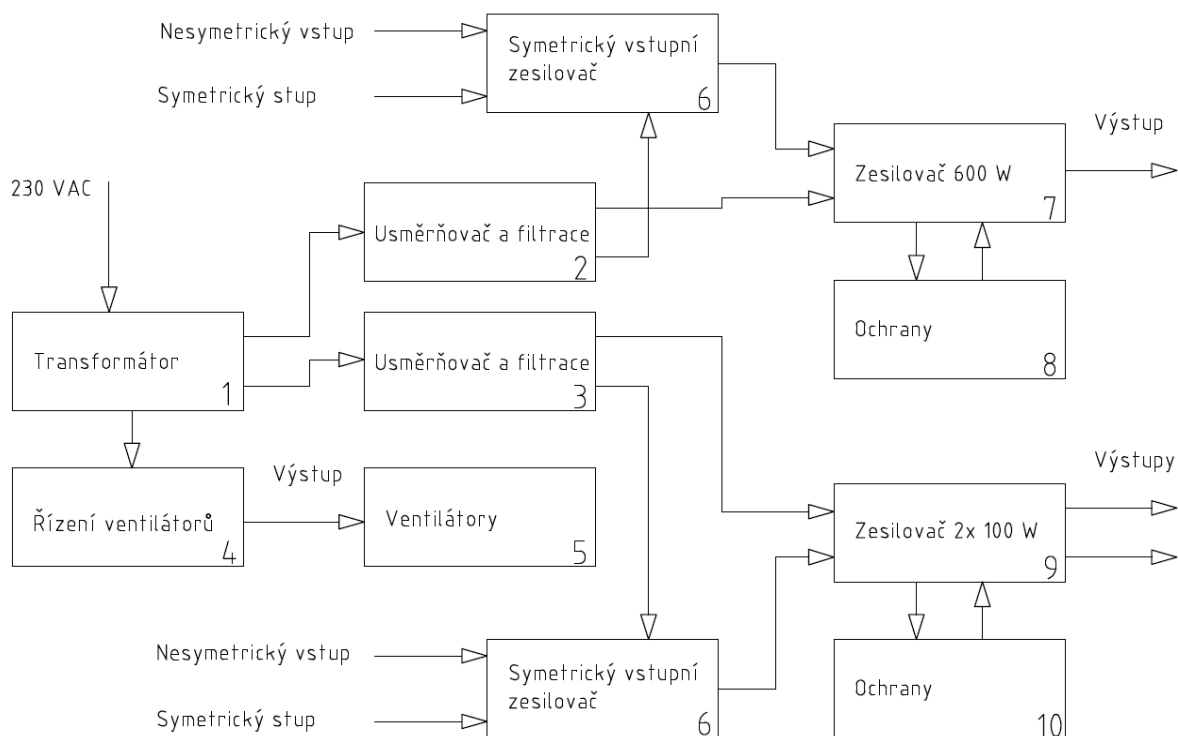 Nesymetrický vstup
Symetrický vstupní
zesilovač
6
Symetrický stup
Výstup
230 VAC
Zesilovač 600 W
7
Usměrňovač a filtrace
2
Ochrany
8
Transformátor
1
Usměrňovač a filtrace
3
Výstup
Výstupy
Řízení ventilátorů
4
Ventilátory
5
Zesilovač 2x 100 W
9
Nesymetrický vstup
Symetrický vstupní
zesilovač
6
Symetrický stup
Ochrany
10